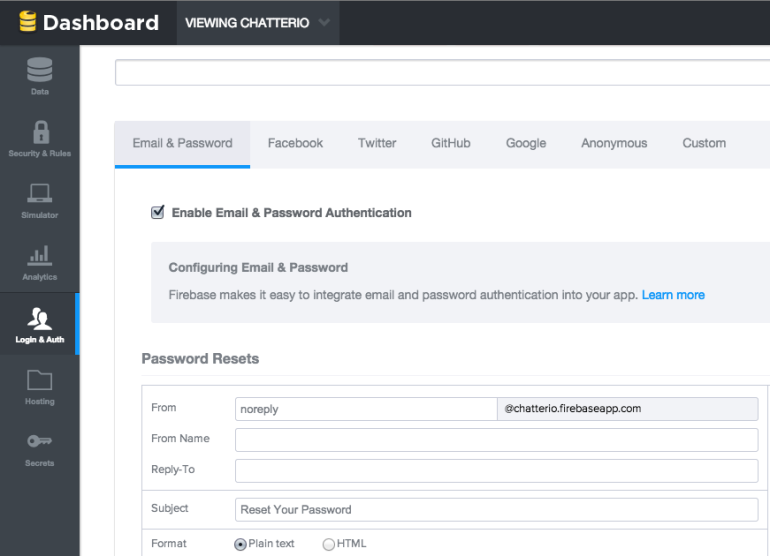 Dashboard VIEWING CHATTERIO
Data
Security & Rules
Simulator
Analytics
Login & Auth
Hosting
Secrets
Email & Password Facebook Twitter GitHub Google Anonymous Custom
Enable Email & Password Authentication
Configuring Email & Password
Firebase makes it easy to integrate email and password authentication into your app. Learn more
Password Resets
From noreply @chatterio.firebaseapp.com
From Name
Reply-To
Subject Reset Your Password
Format Plain text HTML